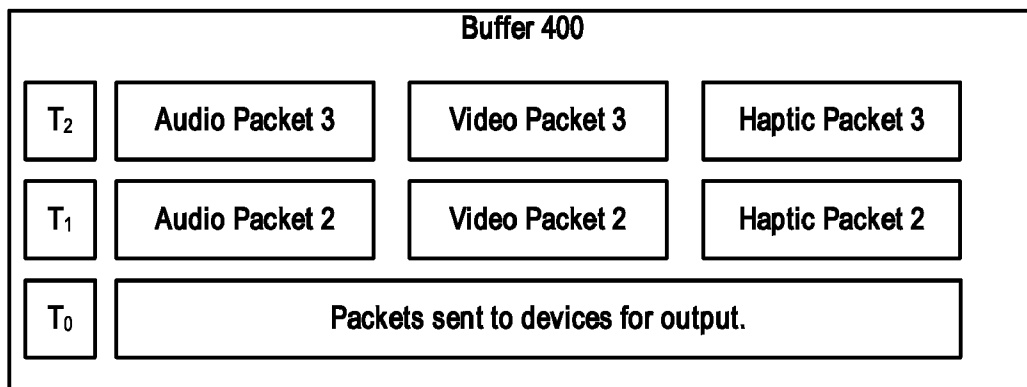 Buffer 400
T₂ Audio Packet 3 Video Packet 3 Haptic Packet 3
T₁ Audio Packet 2 Video Packet 2 Haptic Packet 2
T₀ Packets sent to devices for output.